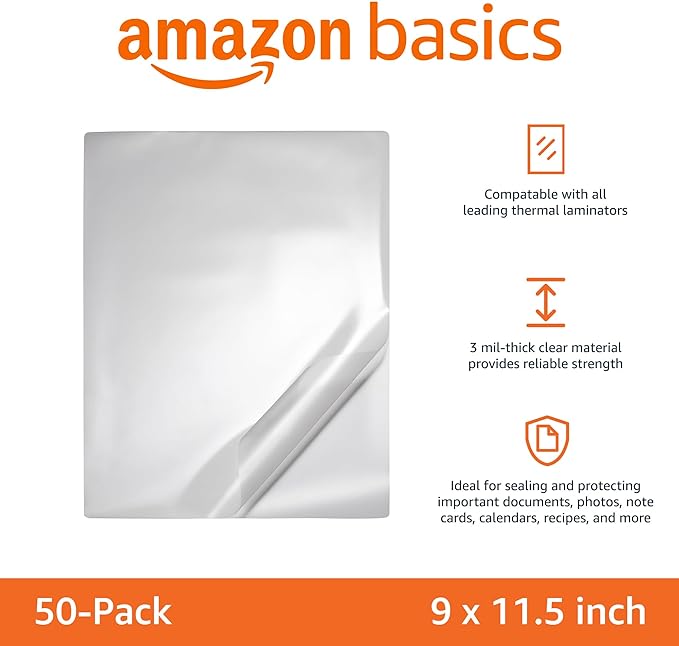 amazon basics
Compatable with all
leading thermal laminators
3 mil-thick clear material
provides reliable strength
Ideal for sealing and protecting
important documents, photos, note
cards, calendars, recipes, and more
50-Pack
9 x 11.5 inch